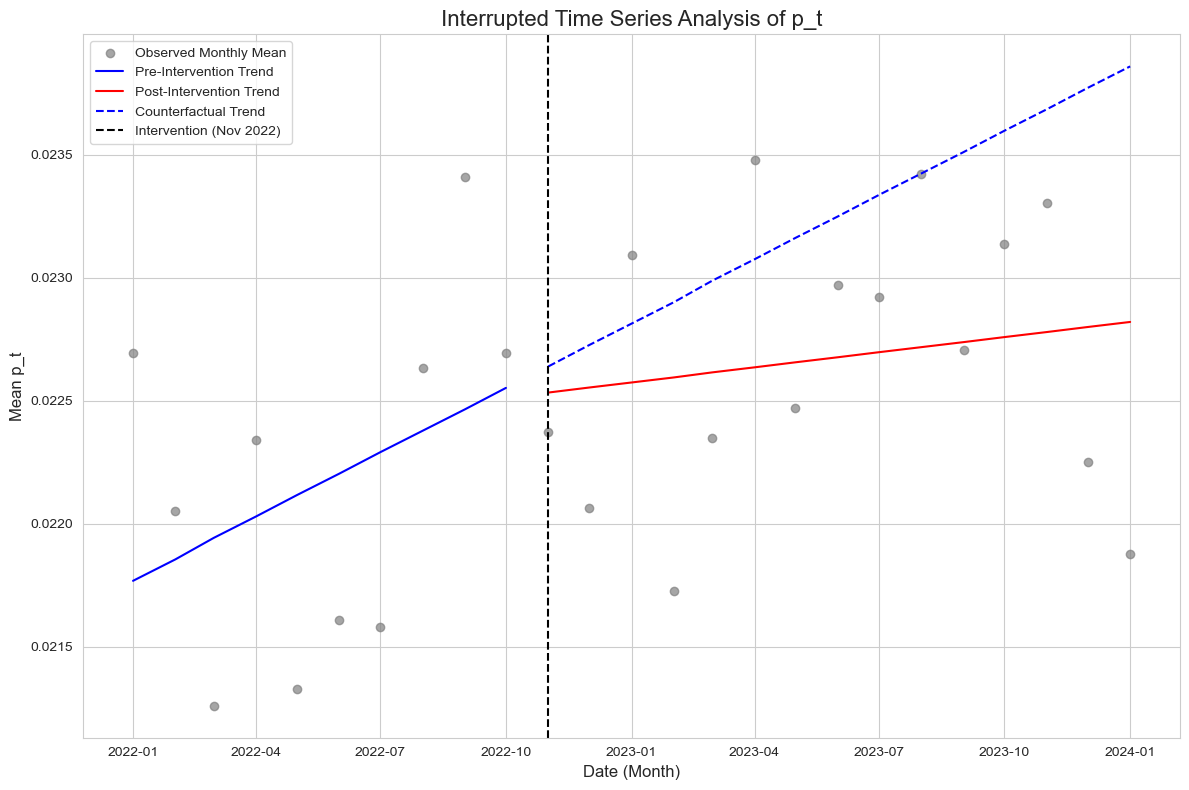 Interrupted Time Series Analysis of p_t
Observed Monthly Mean
Pre-Intervention Trend
Post-Intervention Trend
Counterfactual Trend
Intervention (Nov 2022)
Mean p_t
0.0235
0.0230
0.0225
0.0220
0.0215
2022-01 2022-04 2022-07 2022-10 2023-01 2023-04 2023-07 2023-10 2024-01
Date (Month)